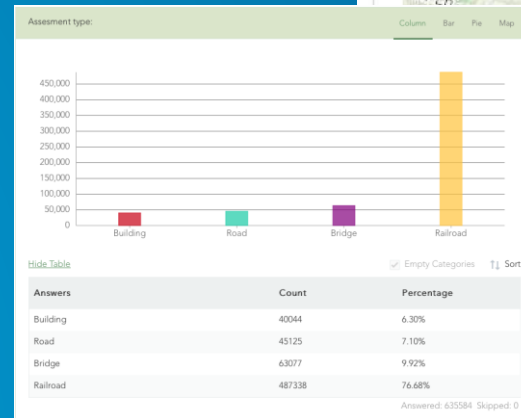 Assesment type:
Column Bar Pie Map
450,000
400,000
350,000
300,000
250,000
200,000
150,000
100,000
50,000
0
Building Road Bridge Railroad
Hide Table Empty Categories Sort
Answers Count Percentage
Building 40044 6.30%
Road 45125 7.10%
Bridge 63077 9.92%
Railroad 487338 76.68%
Answered: 635584 Skipped: 0